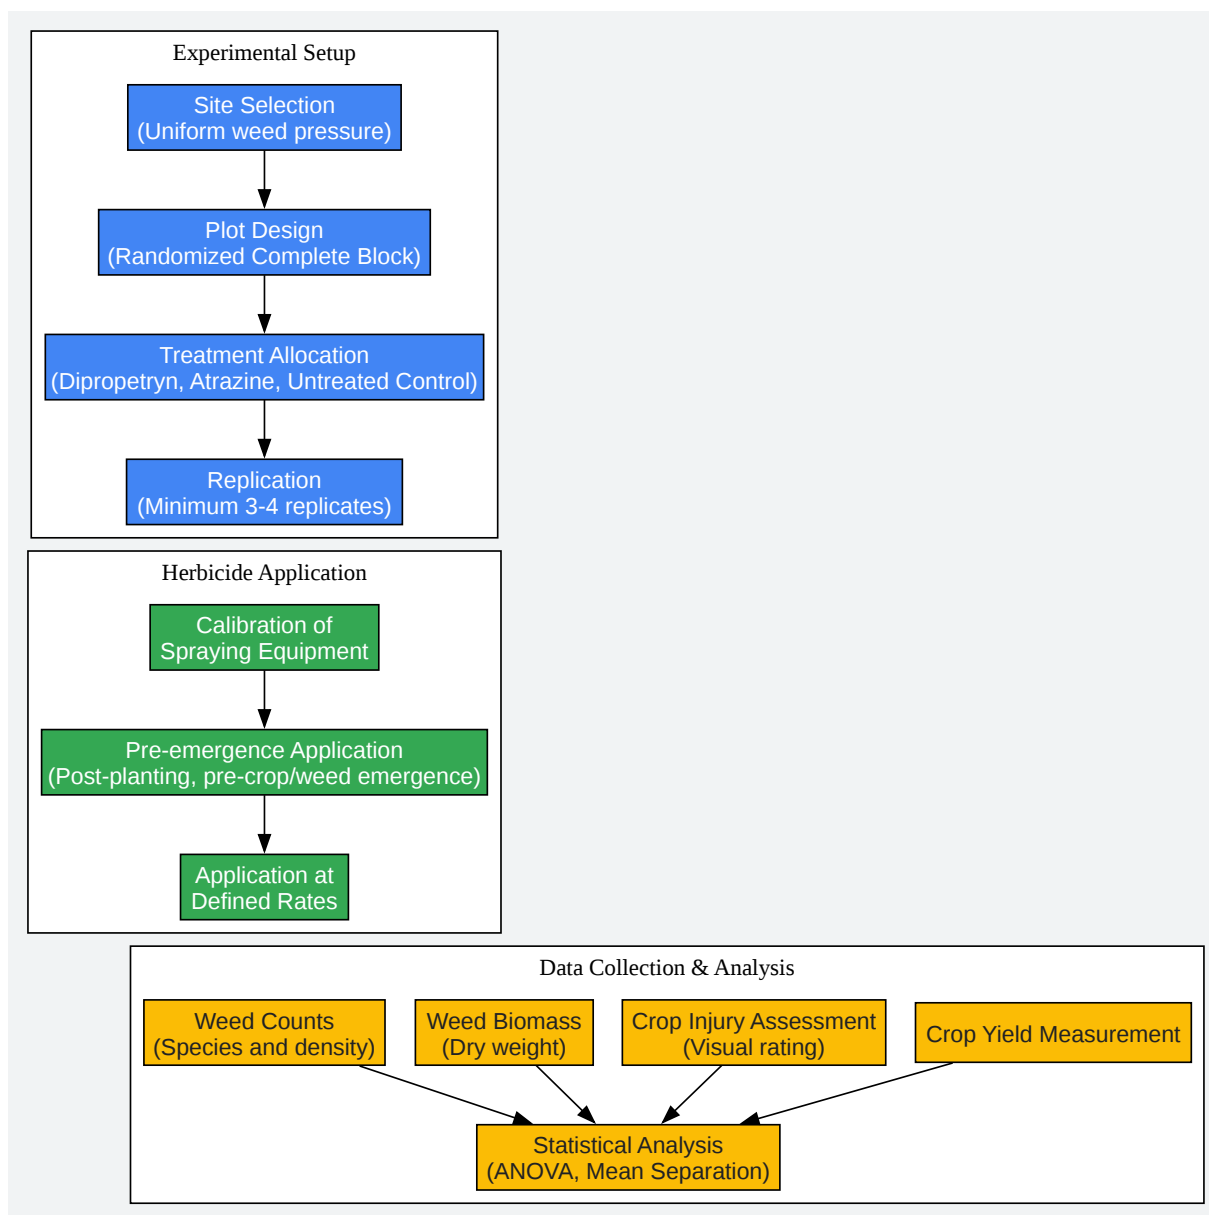 Experimental Setup
Site Selection
(Uniform weed pressure)
Plot Design
(Randomized Complete Block)
Treatment Allocation
(Dipropetryn, Atrazine, Untreated Control)
Replication
(Minimum 3-4 replicates)
Herbicide Application
Calibration of
Spraying Equipment
Pre-emergence Application
(Post-planting, pre-crop/weed emergence)
Application at
Defined Rates
Data Collection & Analysis
Weed Counts
(Species and density)
Weed Biomass
(Dry weight)
Crop Injury Assessment
(Visual rating)
Crop Yield Measurement
Statistical Analysis
(ANOVA, Mean Separation)